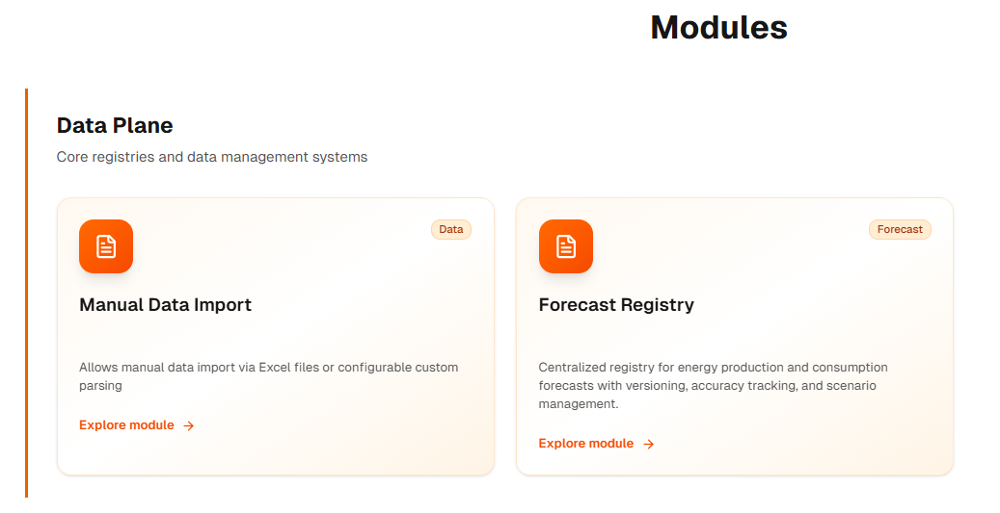 Modules
Data Plane
Core registries and data management systems
Data
Manual Data Import
Allows manual data import via Excel files or configurable custom
parsing
Explore module →
Forecast
Forecast Registry
Centralized registry for energy production and consumption
forecasts with versioning, accuracy tracking, and scenario
management.
Explore module →